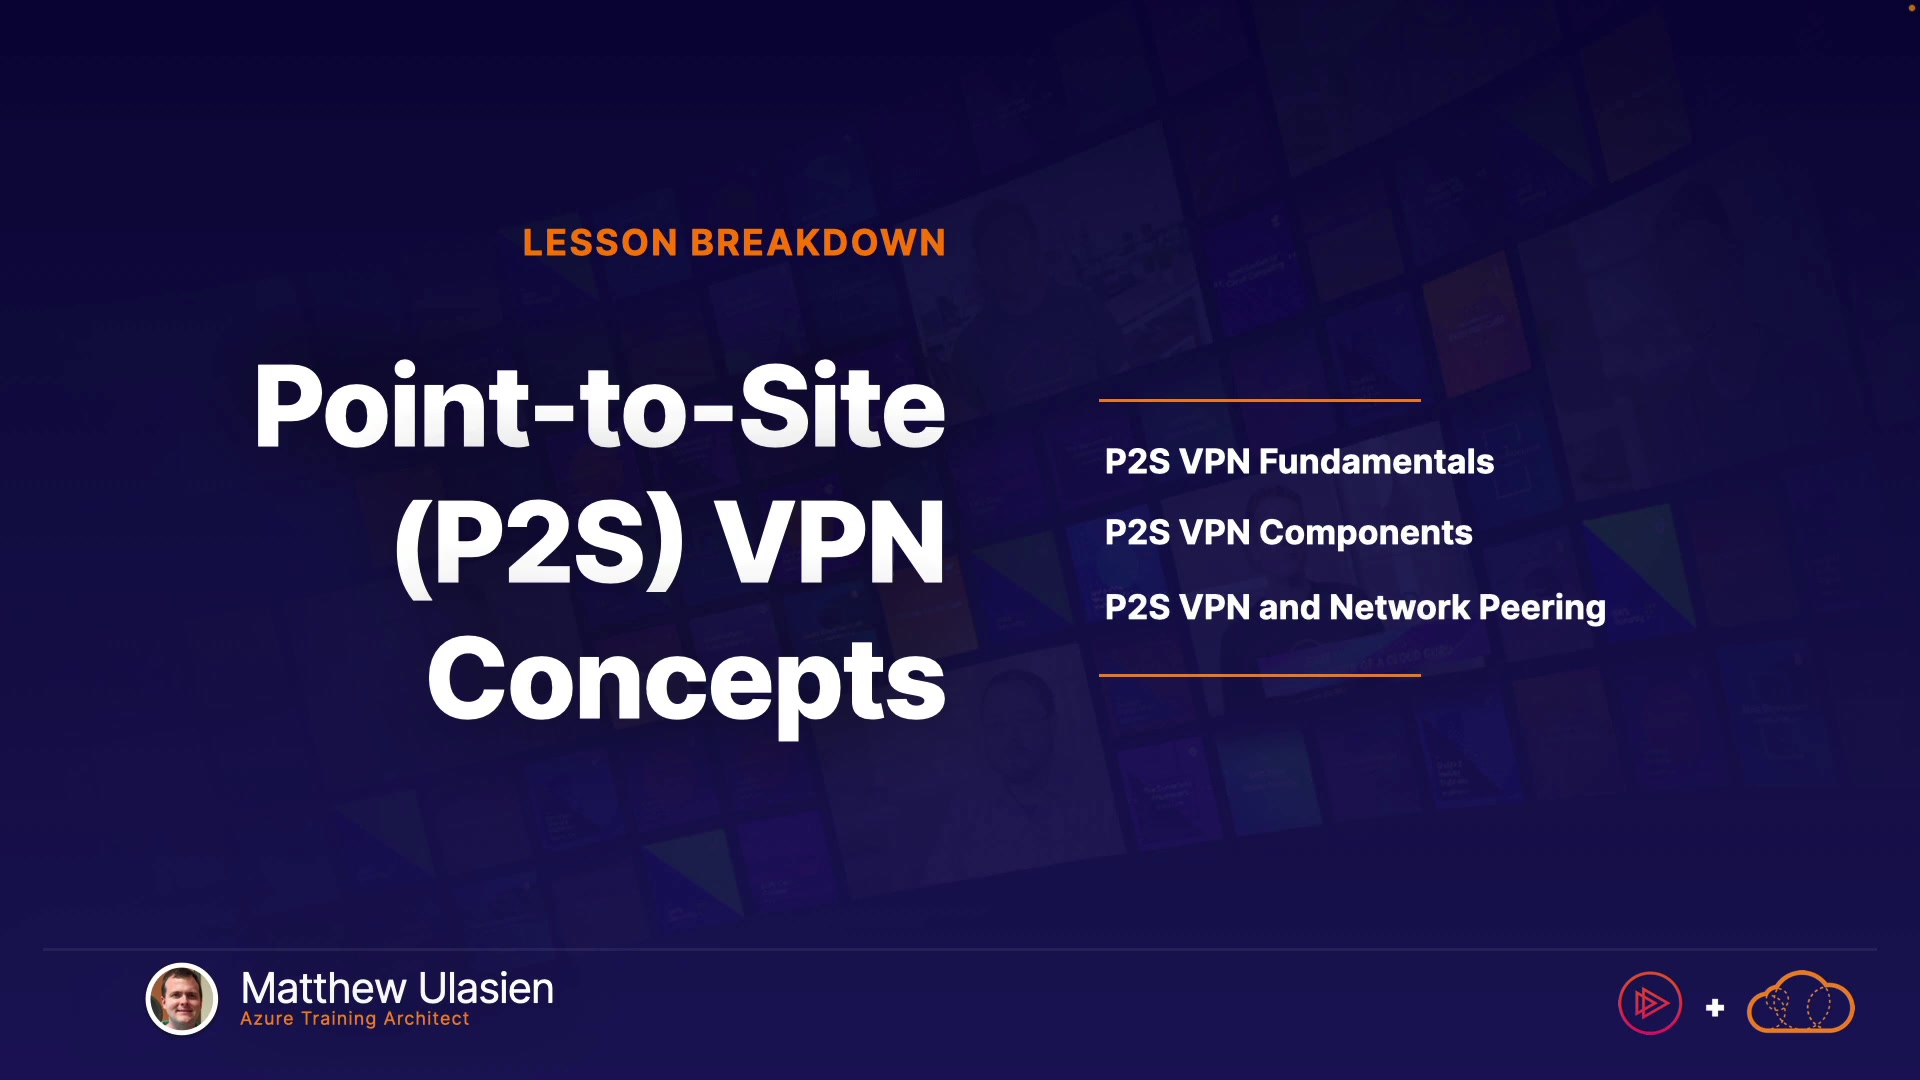 LESSON BREAKDOWN
Point-to-Site
(P2S) VPN
Concepts
P2S VPN Fundamentals
P2S VPN Components
P2S VPN and Network Peering
Matthew Ulasien
Azure Training Architect
+